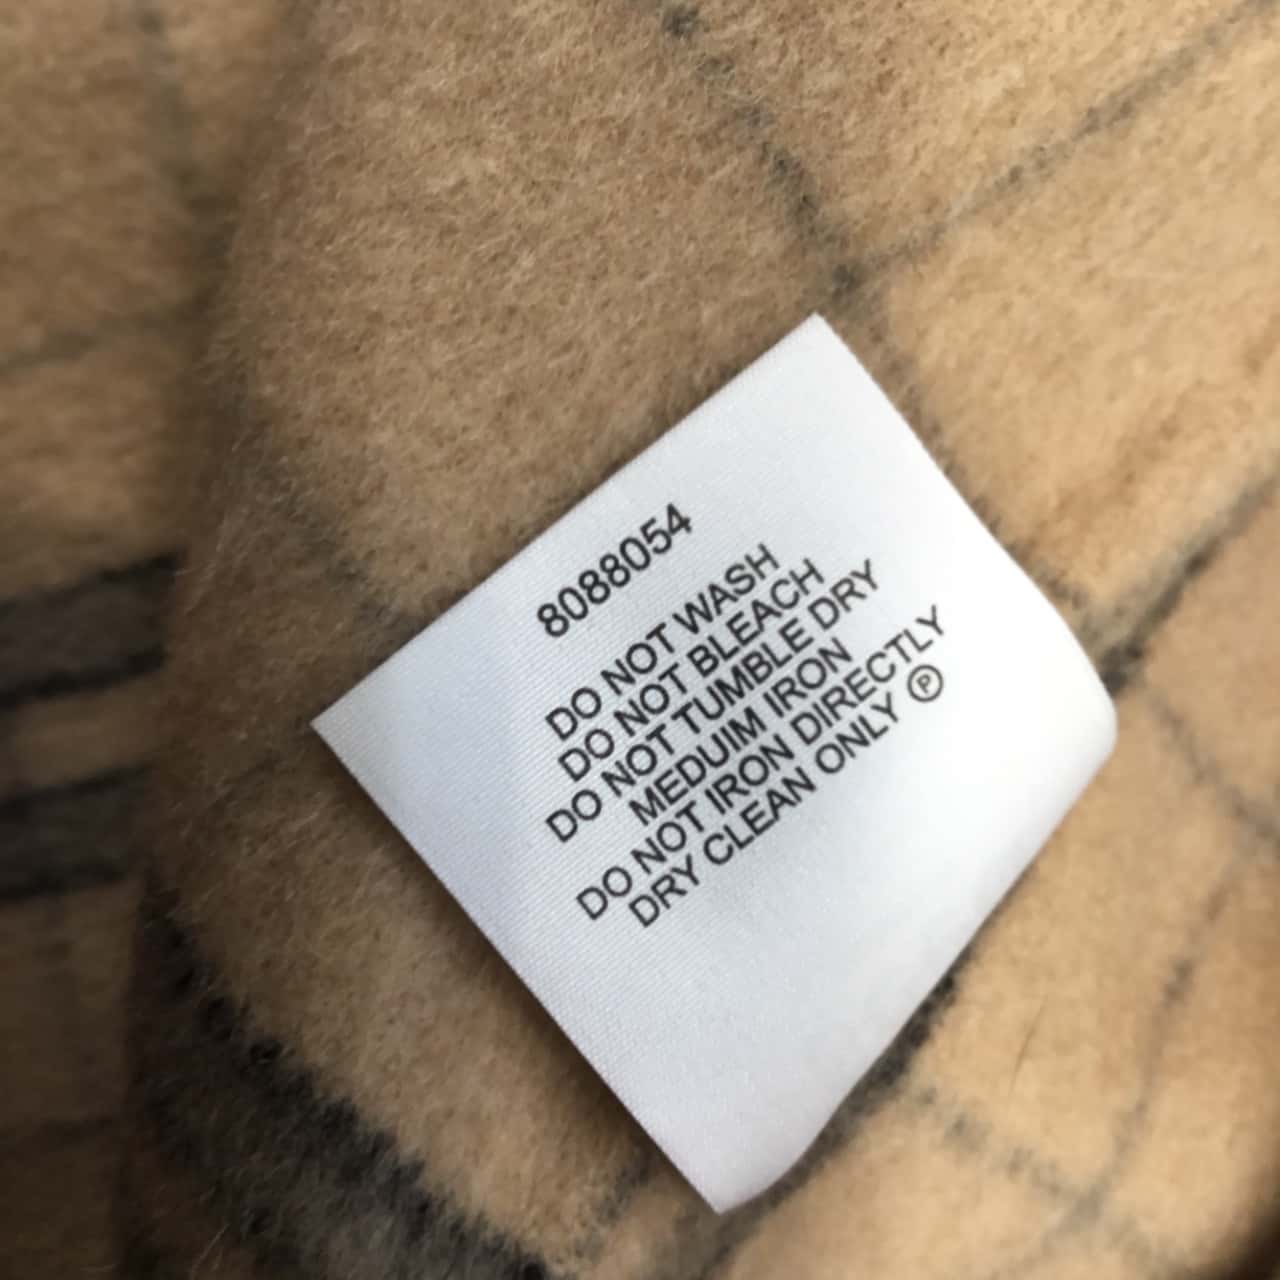 8088054
DO NOT WASH
DO NOT BLEACH
DO NOT TUMBLE DRY
MEDUIM IRON
DO NOT IRON DIRECTLY
DRY CLEAN ONLY Ⓟ